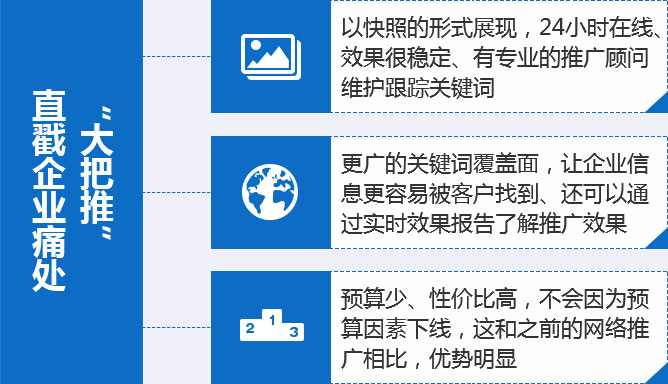 “大把推”
直戳企业痛处
以快照的形式展现，24小时在线、
效果很稳定、有专业的推广顾问
维护跟踪关键词
更广的关键词覆盖面，让企业信
息更容易被客户找到、还可以通
过实时效果报告了解推广效果
2 1 3
预算少、性价比高，不会因为预
算因素下线，这和之前的网络推
广相比，优势明显